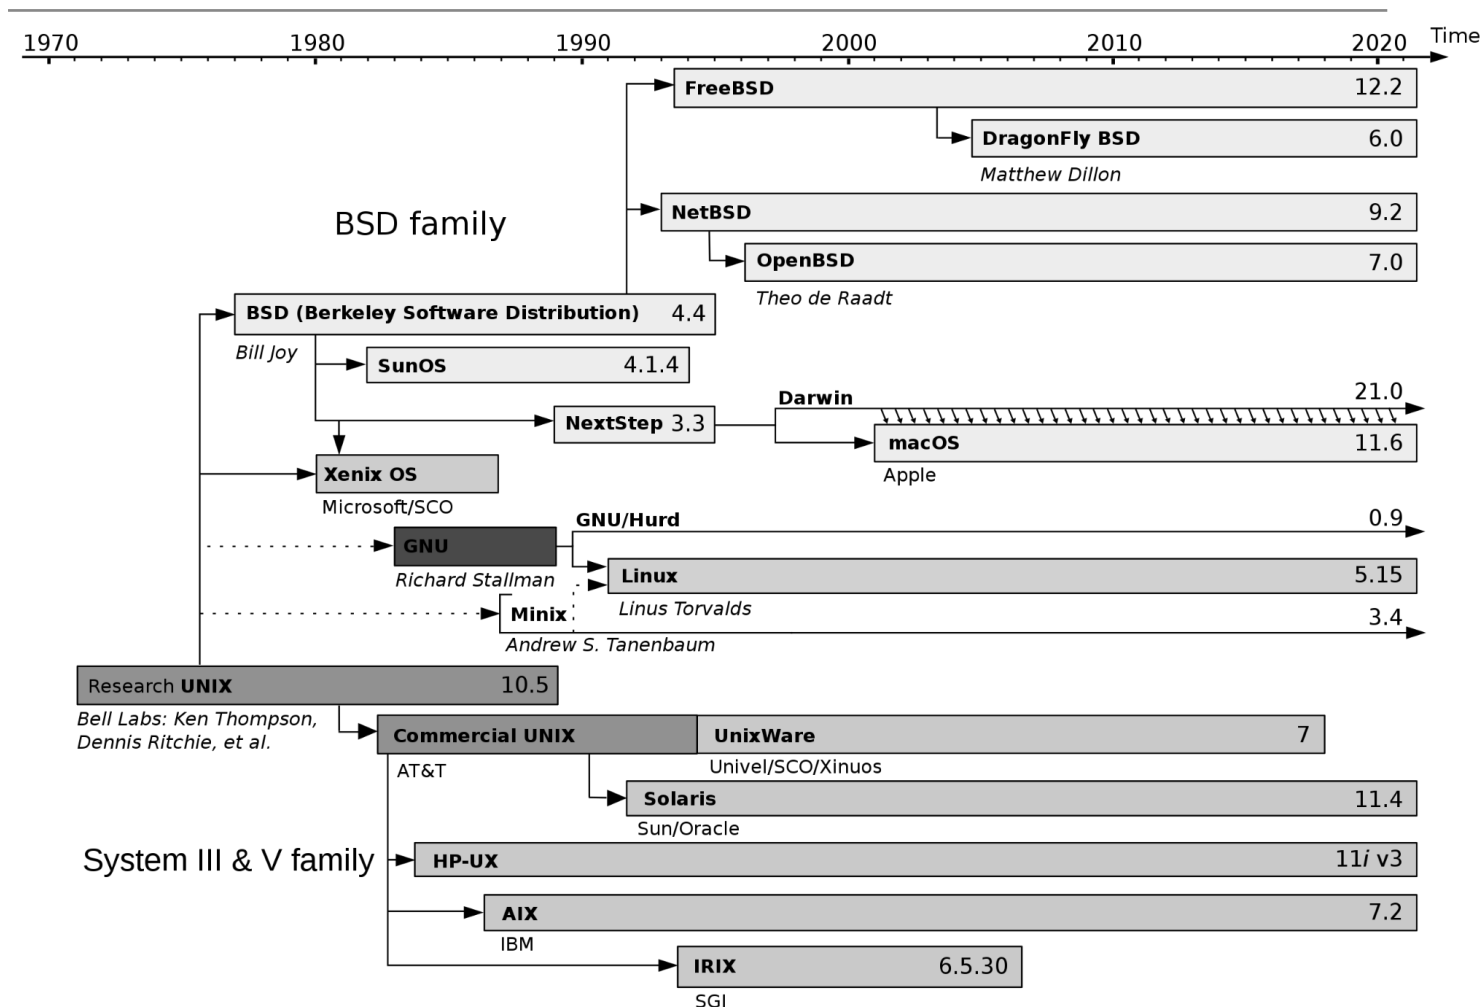 1970 1980 1990 2000 2010 2020 Time
FreeBSD 12.2
DragonFly BSD 6.0
Matthew Dillon
NetBSD 9.2
BSD family
OpenBSD 7.0
Theo de Raadt
BSD (Berkeley Software Distribution) 4.4
Bill Joy
SunOS 4.1.4
Darwin 21.0
NextStep 3.3
macOS 11.6
Apple
Xenix OS
Microsoft/SCO
GNU/Hurd 0.9
GNU
Richard Stallman
Linux 5.15
Linus Torvalds
Minix 3.4
Andrew S. Tanenbaum
Research UNIX 10.5
Bell Labs: Ken Thompson,
Dennis Ritchie, et al.
Commercial UNIX UnixWare 7
AT&T
Univel/SCO/Xinuos
Solaris 11.4
Sun/Oracle
System III & V family
HP-UX 11i v3
AIX 7.2
IBM
IRIX 6.5.30
SGI